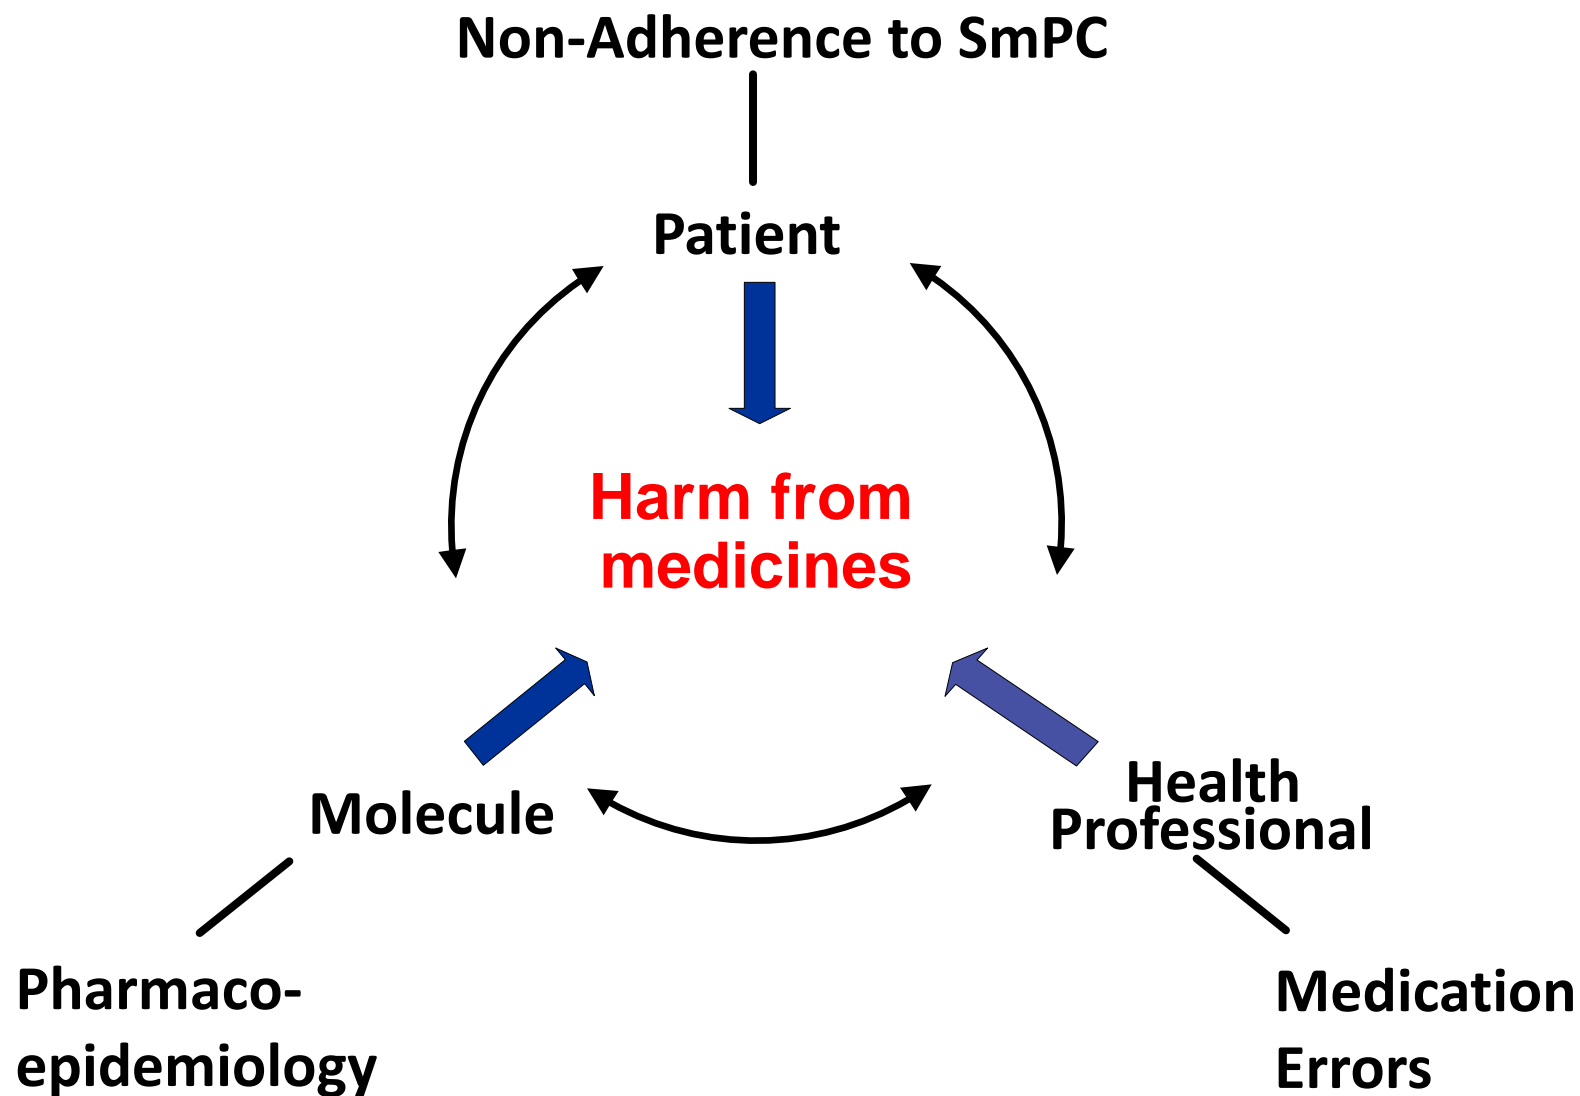 Non-Adherence to SmPC
Patient
Harm from
medicines
Molecule
Health
Professional
Pharmaco-
epidemiology
Medication
Errors